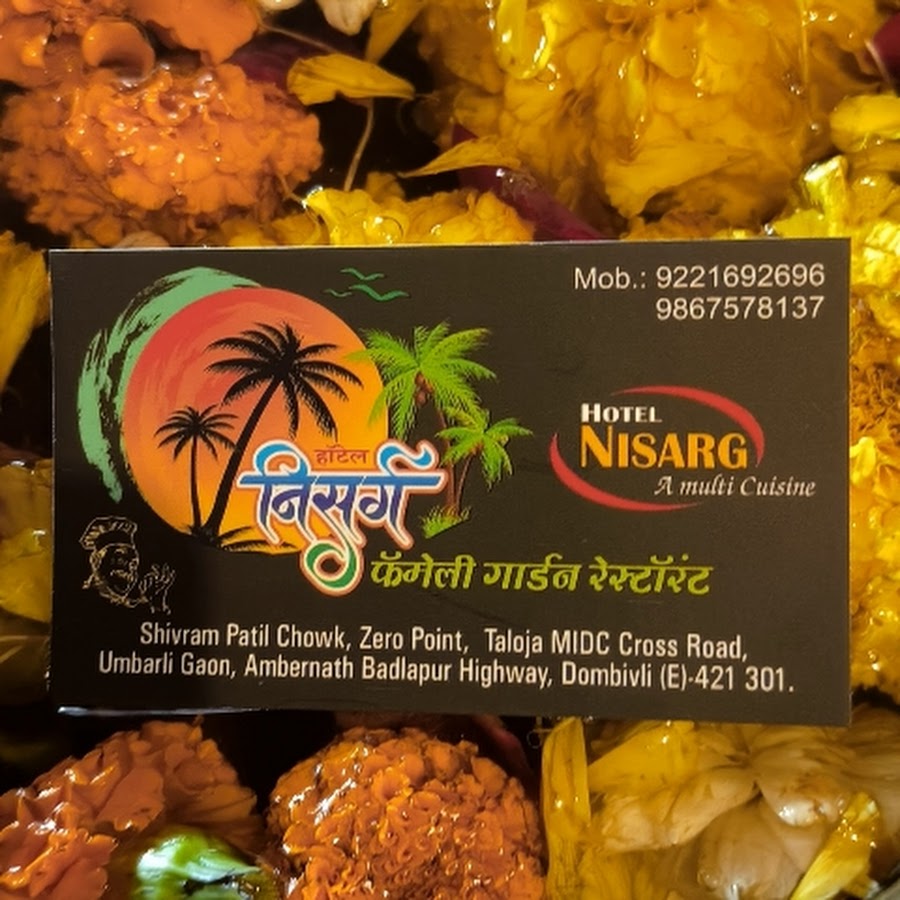 Mob.: 9221692696
9867578137
हॉटेल
निसर्ग
HOTEL
NISARG
A multi Cuisine
फॅमेली गार्डन रेस्टॉरंट
Shivram Patil Chowk, Zero Point, Taloja MIDC Cross Road,
Umbarli Gaon, Ambernath Badlapur Highway, Dombivli (E)-421 301.